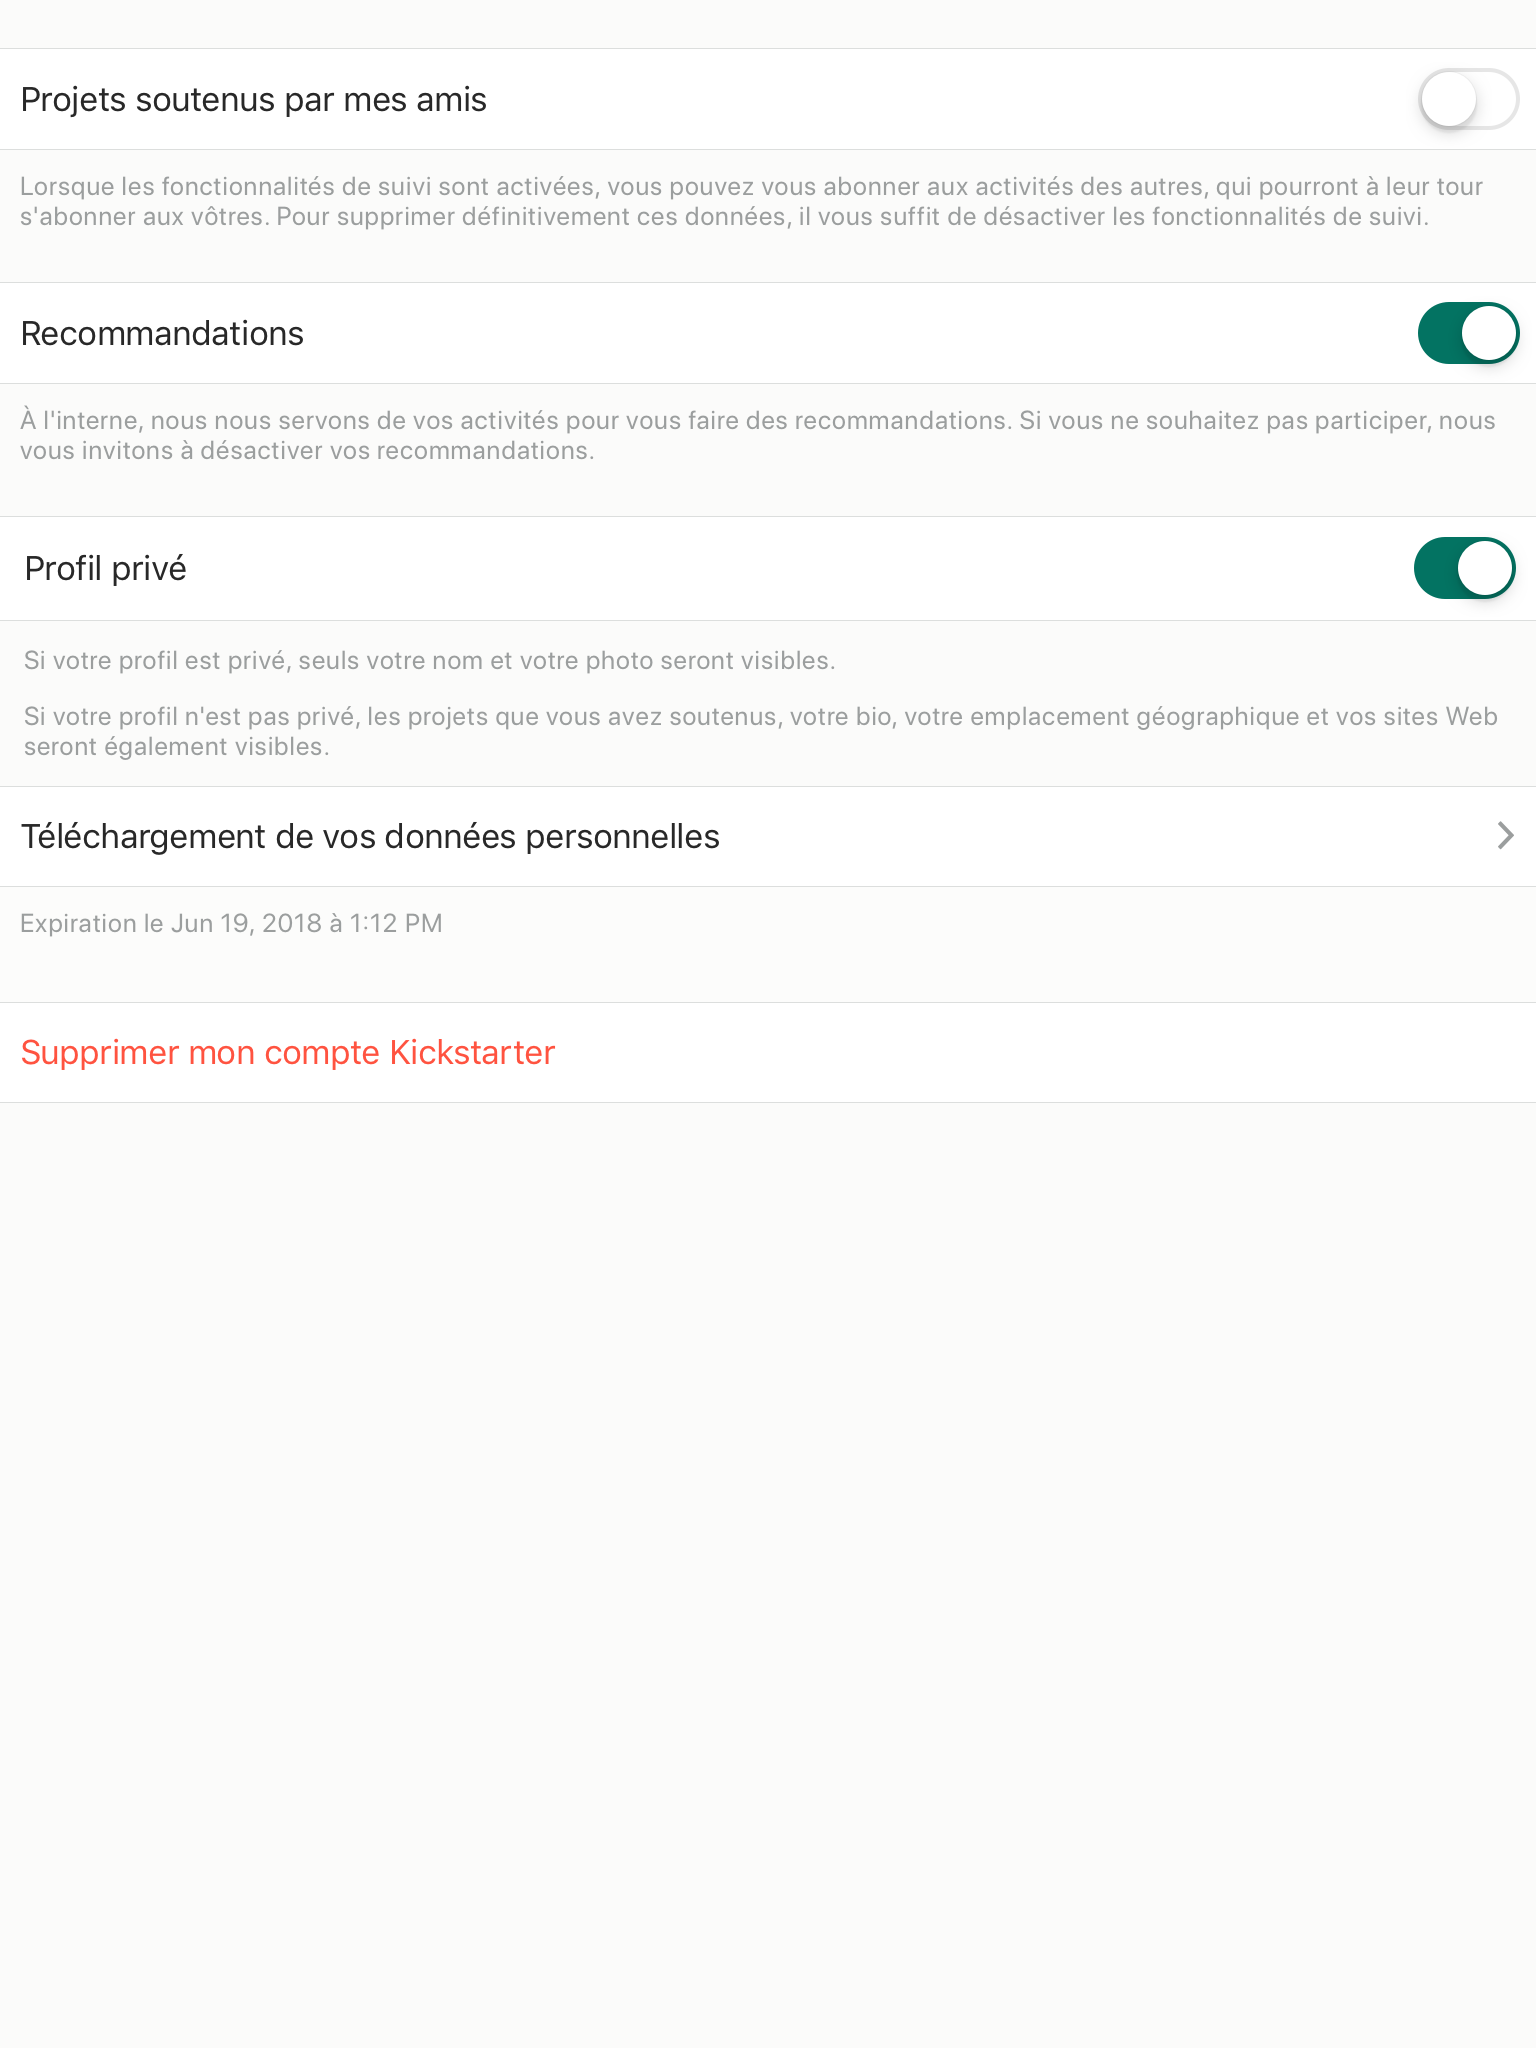 Projets soutenus par mes amis
Lorsque les fonctionnalités de suivi sont activées, vous pouvez vous abonner aux activités des autres, qui pourront à leur tour
s'abonner aux vôtres. Pour supprimer définitivement ces données, il vous suffit de désactiver les fonctionnalités de suivi.
Recommandations
À l'interne, nous nous servons de vos activités pour vous faire des recommandations. Si vous ne souhaitez pas participer, nous
vous invitons à désactiver vos recommandations.
Profil privé
Si votre profil est privé, seuls votre nom et votre photo seront visibles.
Si votre profil n'est pas privé, les projets que vous avez soutenus, votre bio, votre emplacement géographique et vos sites Web
seront également visibles.
Téléchargement de vos données personnelles
Expiration le Jun 19, 2018 à 1:12 PM
Supprimer mon compte Kickstarter